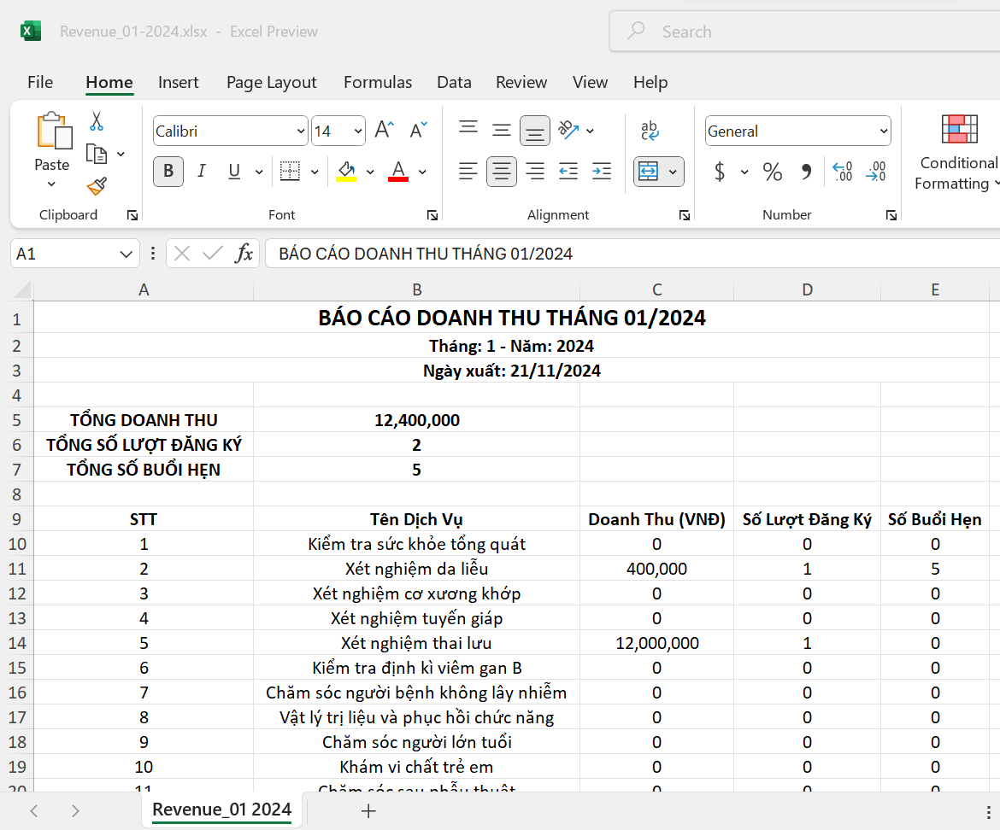 Revenue_01-2024.xlsx - Excel Preview
Search
File Home Insert Page Layout Formulas Data Review View Help
Calibri 14 General
Paste B I U A $ % Conditional Formatting
Clipboard Font Alignment Number
A1 fx BÁO CÁO DOANH THU THÁNG 01/2024
A B C D E
1 BÁO CÁO DOANH THU THÁNG 01/2024
2 Tháng: 1 - Năm: 2024
3 Ngày xuất: 21/11/2024
4
5 TỔNG DOANH THU 12,400,000
6 TỔNG SỐ LƯỢT ĐĂNG KÝ 2
7 TỔNG SỐ BUỔI HẸN 5
8
9 STT Tên Dịch Vụ Doanh Thu (VNĐ) Số Lượt Đăng Ký Số Buổi Hẹn
10 1 Kiểm tra sức khỏe tổng quát 0 0 0
11 2 Xét nghiệm da liễu 400,000 1 5
12 3 Xét nghiệm cơ xương khớp 0 0 0
13 4 Xét nghiệm tuyến giáp 0 0 0
14 5 Xét nghiệm thai lưu 12,000,000 1 0
15 6 Kiểm tra định kì viêm gan B 0 0 0
16 7 Chăm sóc người bệnh không lây nhiễm 0 0 0
17 8 Vật lý trị liệu và phục hồi chức năng 0 0 0
18 9 Chăm sóc người lớn tuổi 0 0 0
19 10 Khám vi chất trẻ em 0 0 0
20 11 Chăm sóc sau phẫu thuật 0 0 0
Revenue_01 2024